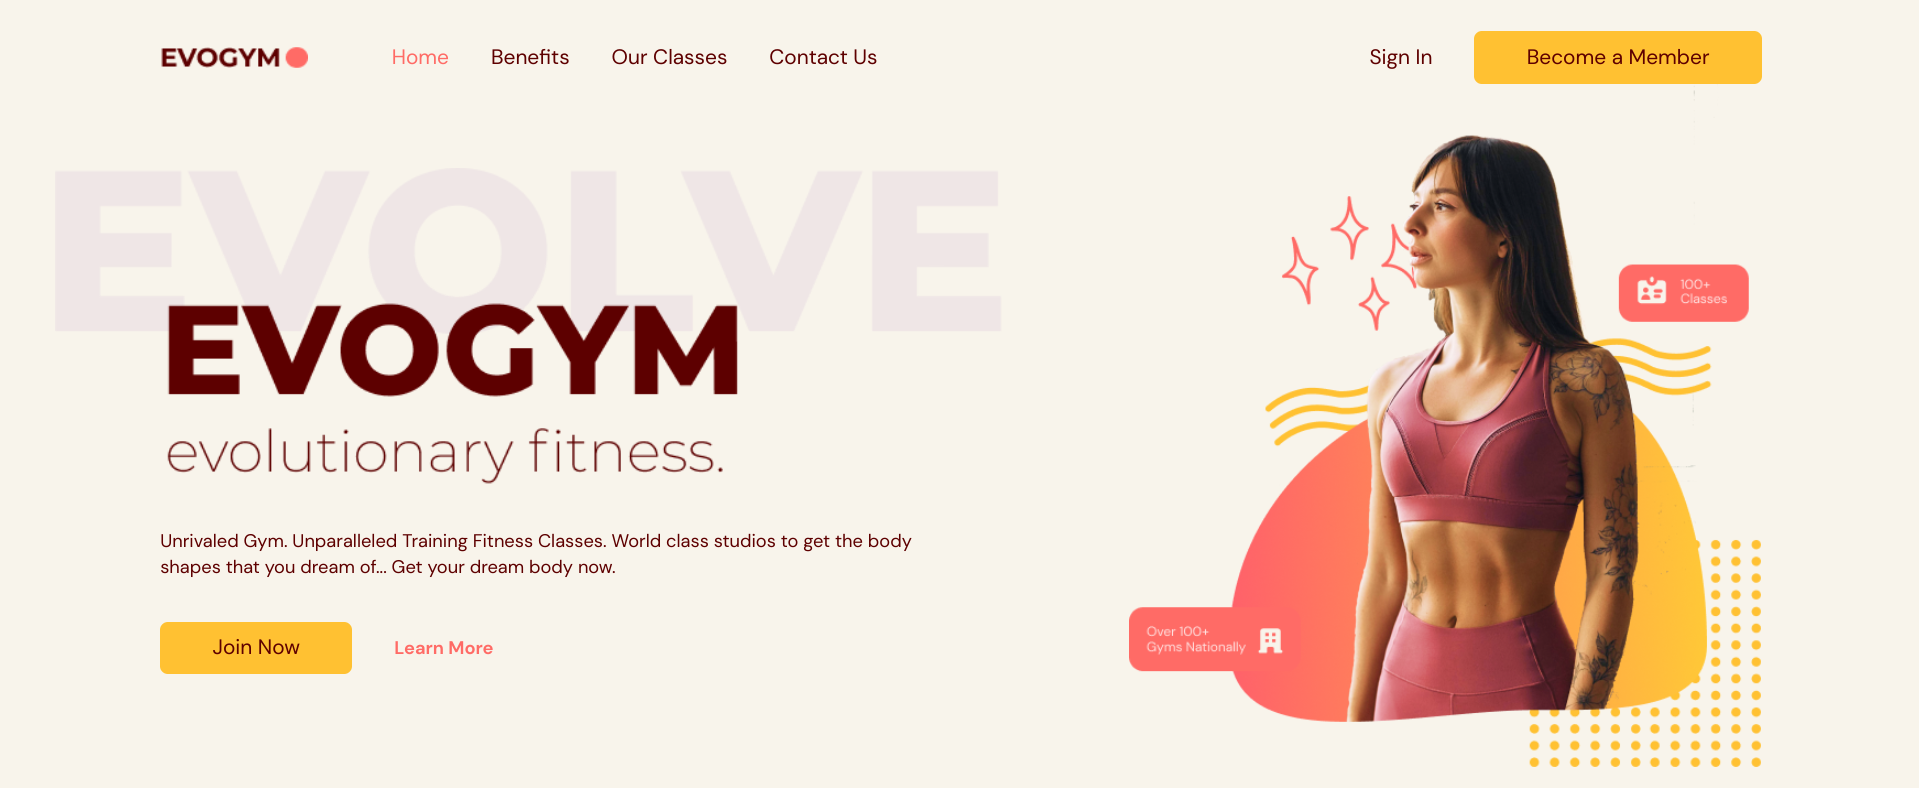 EVOGYM
Home
Benefits
Our Classes
Contact Us
Sign In
Become a Member
EVOLVE
EVOGYM
evolutionary fitness.
Unrivaled Gym. Unparalleled Training Fitness Classes. World class studios to get the body
shapes that you dream of... Get your dream body now.
Join Now
Learn More
100+
Classes
Over 100+
Gyms Nationally